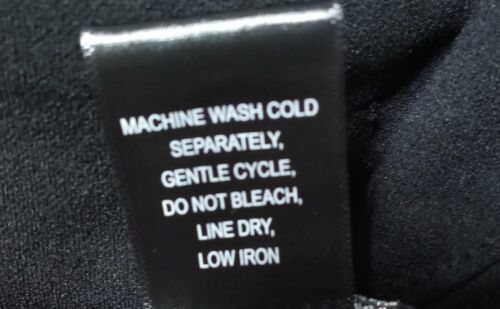 MACHINE WASH COLD
SEPARATELY,
GENTLE CYCLE,
DO NOT BLEACH,
LINE DRY,
LOW IRON